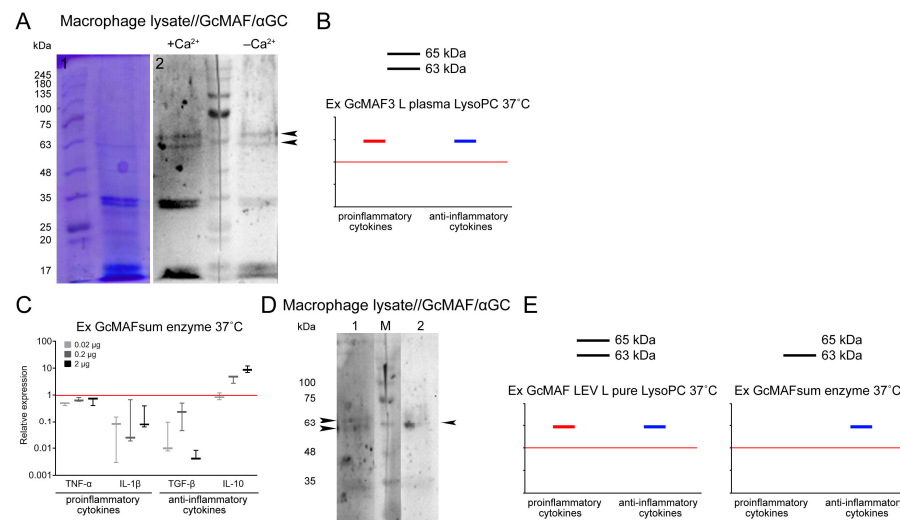 A
Macrophage lysate//GcMAF/αGC
kDa
+Ca²⁺
–Ca²⁺
1
2
245
180
135
100
75
63
48
35
25
20
17
B
65 kDa
63 kDa
Ex GcMAF3 L plasma LysoPC 37˚C
proinflammatory
cytokines
anti-inflammatory
cytokines
C
Ex GcMAFsum enzyme 37˚C
0.02 µg
0.2 µg
2 µg
Relative expression
100
10
1
0.1
0.01
0.001
TNF-α
IL-1β
TGF-β
IL-10
proinflammatory
cytokines
anti-inflammatory
cytokines
D
Macrophage lysate//GcMAF/αGC
kDa
1
M
2
100
75
63
48
35
E
65 kDa
63 kDa
Ex GcMAF LEV L pure LysoPC 37˚C
proinflammatory
cytokines
anti-inflammatory
cytokines
65 kDa
63 kDa
Ex GcMAFsum enzyme 37˚C
proinflammatory
cytokines
anti-inflammatory
cytokines